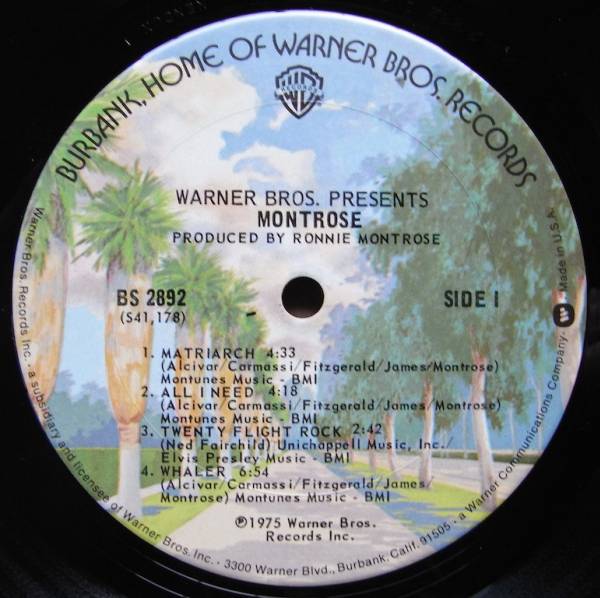 BURBANK, HOME OF WARNER BROS. RECORDS
WB
RECORDS
WARNER BROS. PRESENTS
MONTROSE
PRODUCED BY RONNIE MONTROSE
BS 2892
(S41,178)
SIDE 1
1. MATRIARCH 4:33
(Alcivar/Carmassi/Fitzgerald/James/Montrose)
Montunes Music - BMI
2. ALL I NEED 4:18
(Alcivar/Carmassi/Fitzgerald/James/Montrose)
Montunes Music - BMI
3. TWENTY FLIGHT ROCK 2:42
(Ned Fairchild) Unichappell Music, Inc./
Elvis Presley Music - BMI
4. WHALER 6:54
(Alcivar/Carmassi/Fitzgerald/James/
Montrose) Montunes Music - BMI
℗1975 Warner Bros.
Records Inc.
Warner Bros. Records Inc. · a subsidiary and licensee of Warner Bros. Inc. · 3300 Warner Blvd., Burbank, Calif. 91505 · a Warner Communications Company. Made in U.S.A.